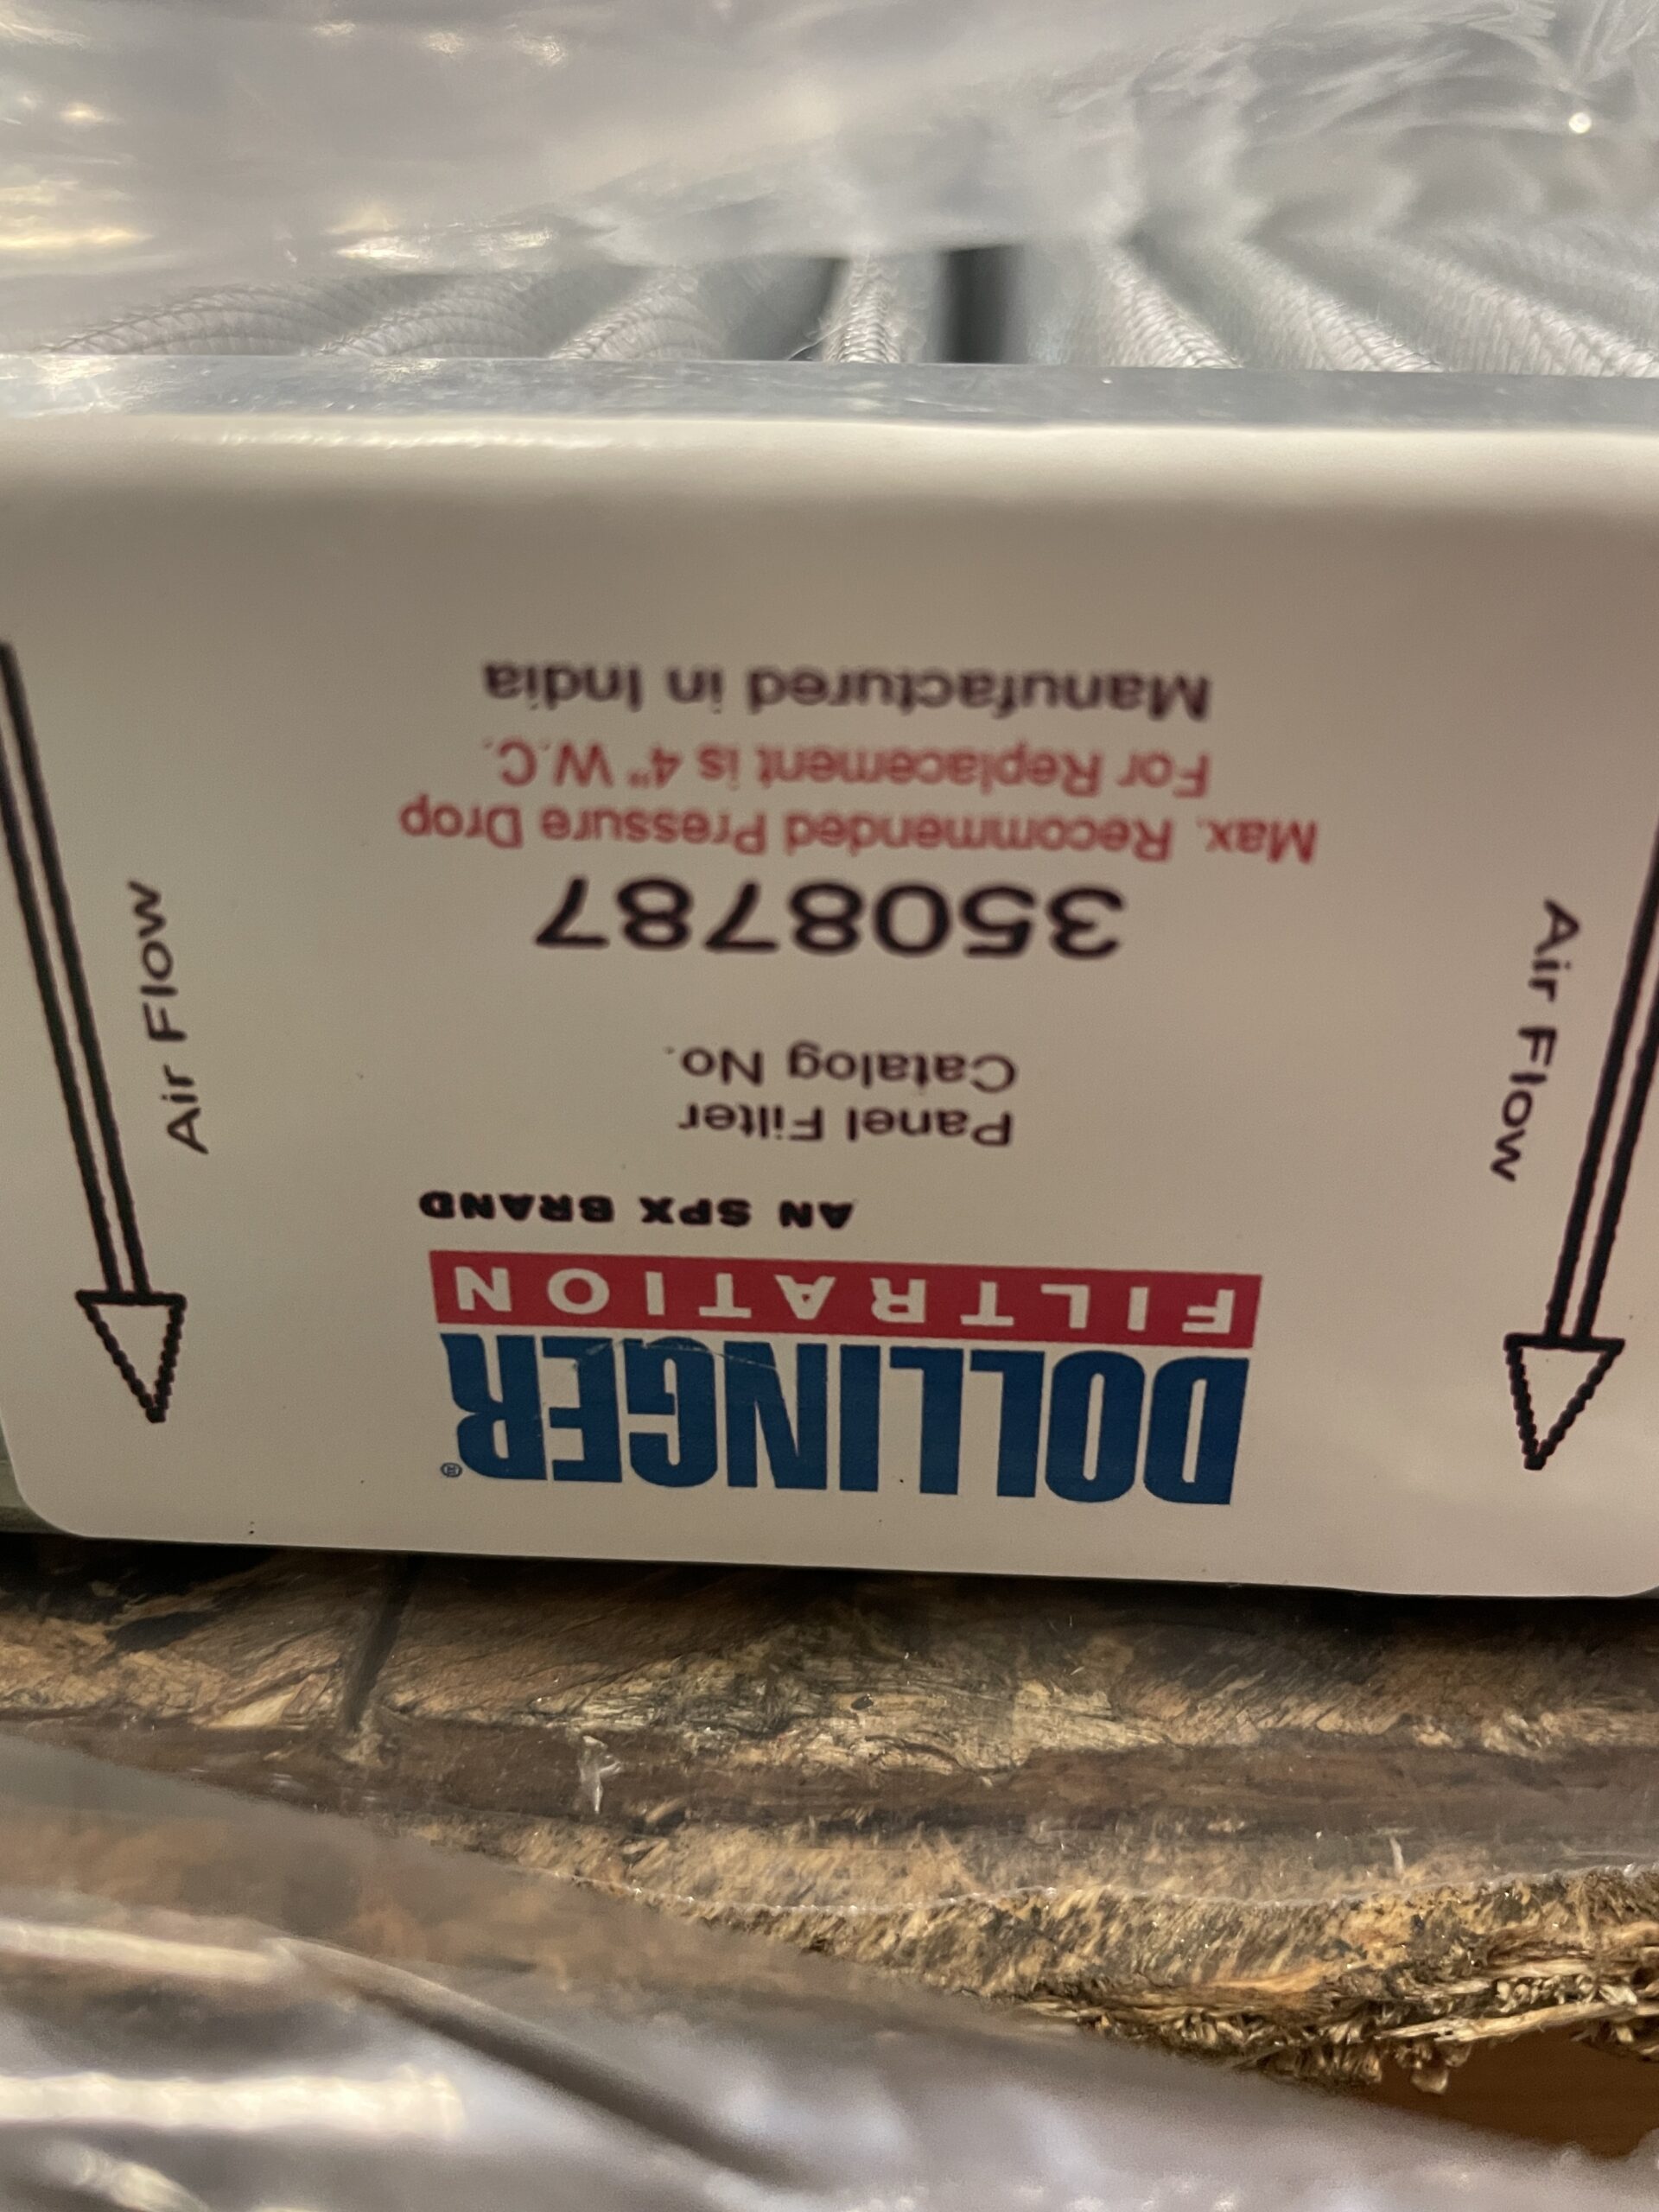 DOLLINGER®
FILTRATION
AN SPX BRAND
Panel Filter
Catalog No.
3508787
Max. Recommended Pressure Drop
For Replacement is 4" W.C.
Manufactured in India
Air Flow
Air Flow